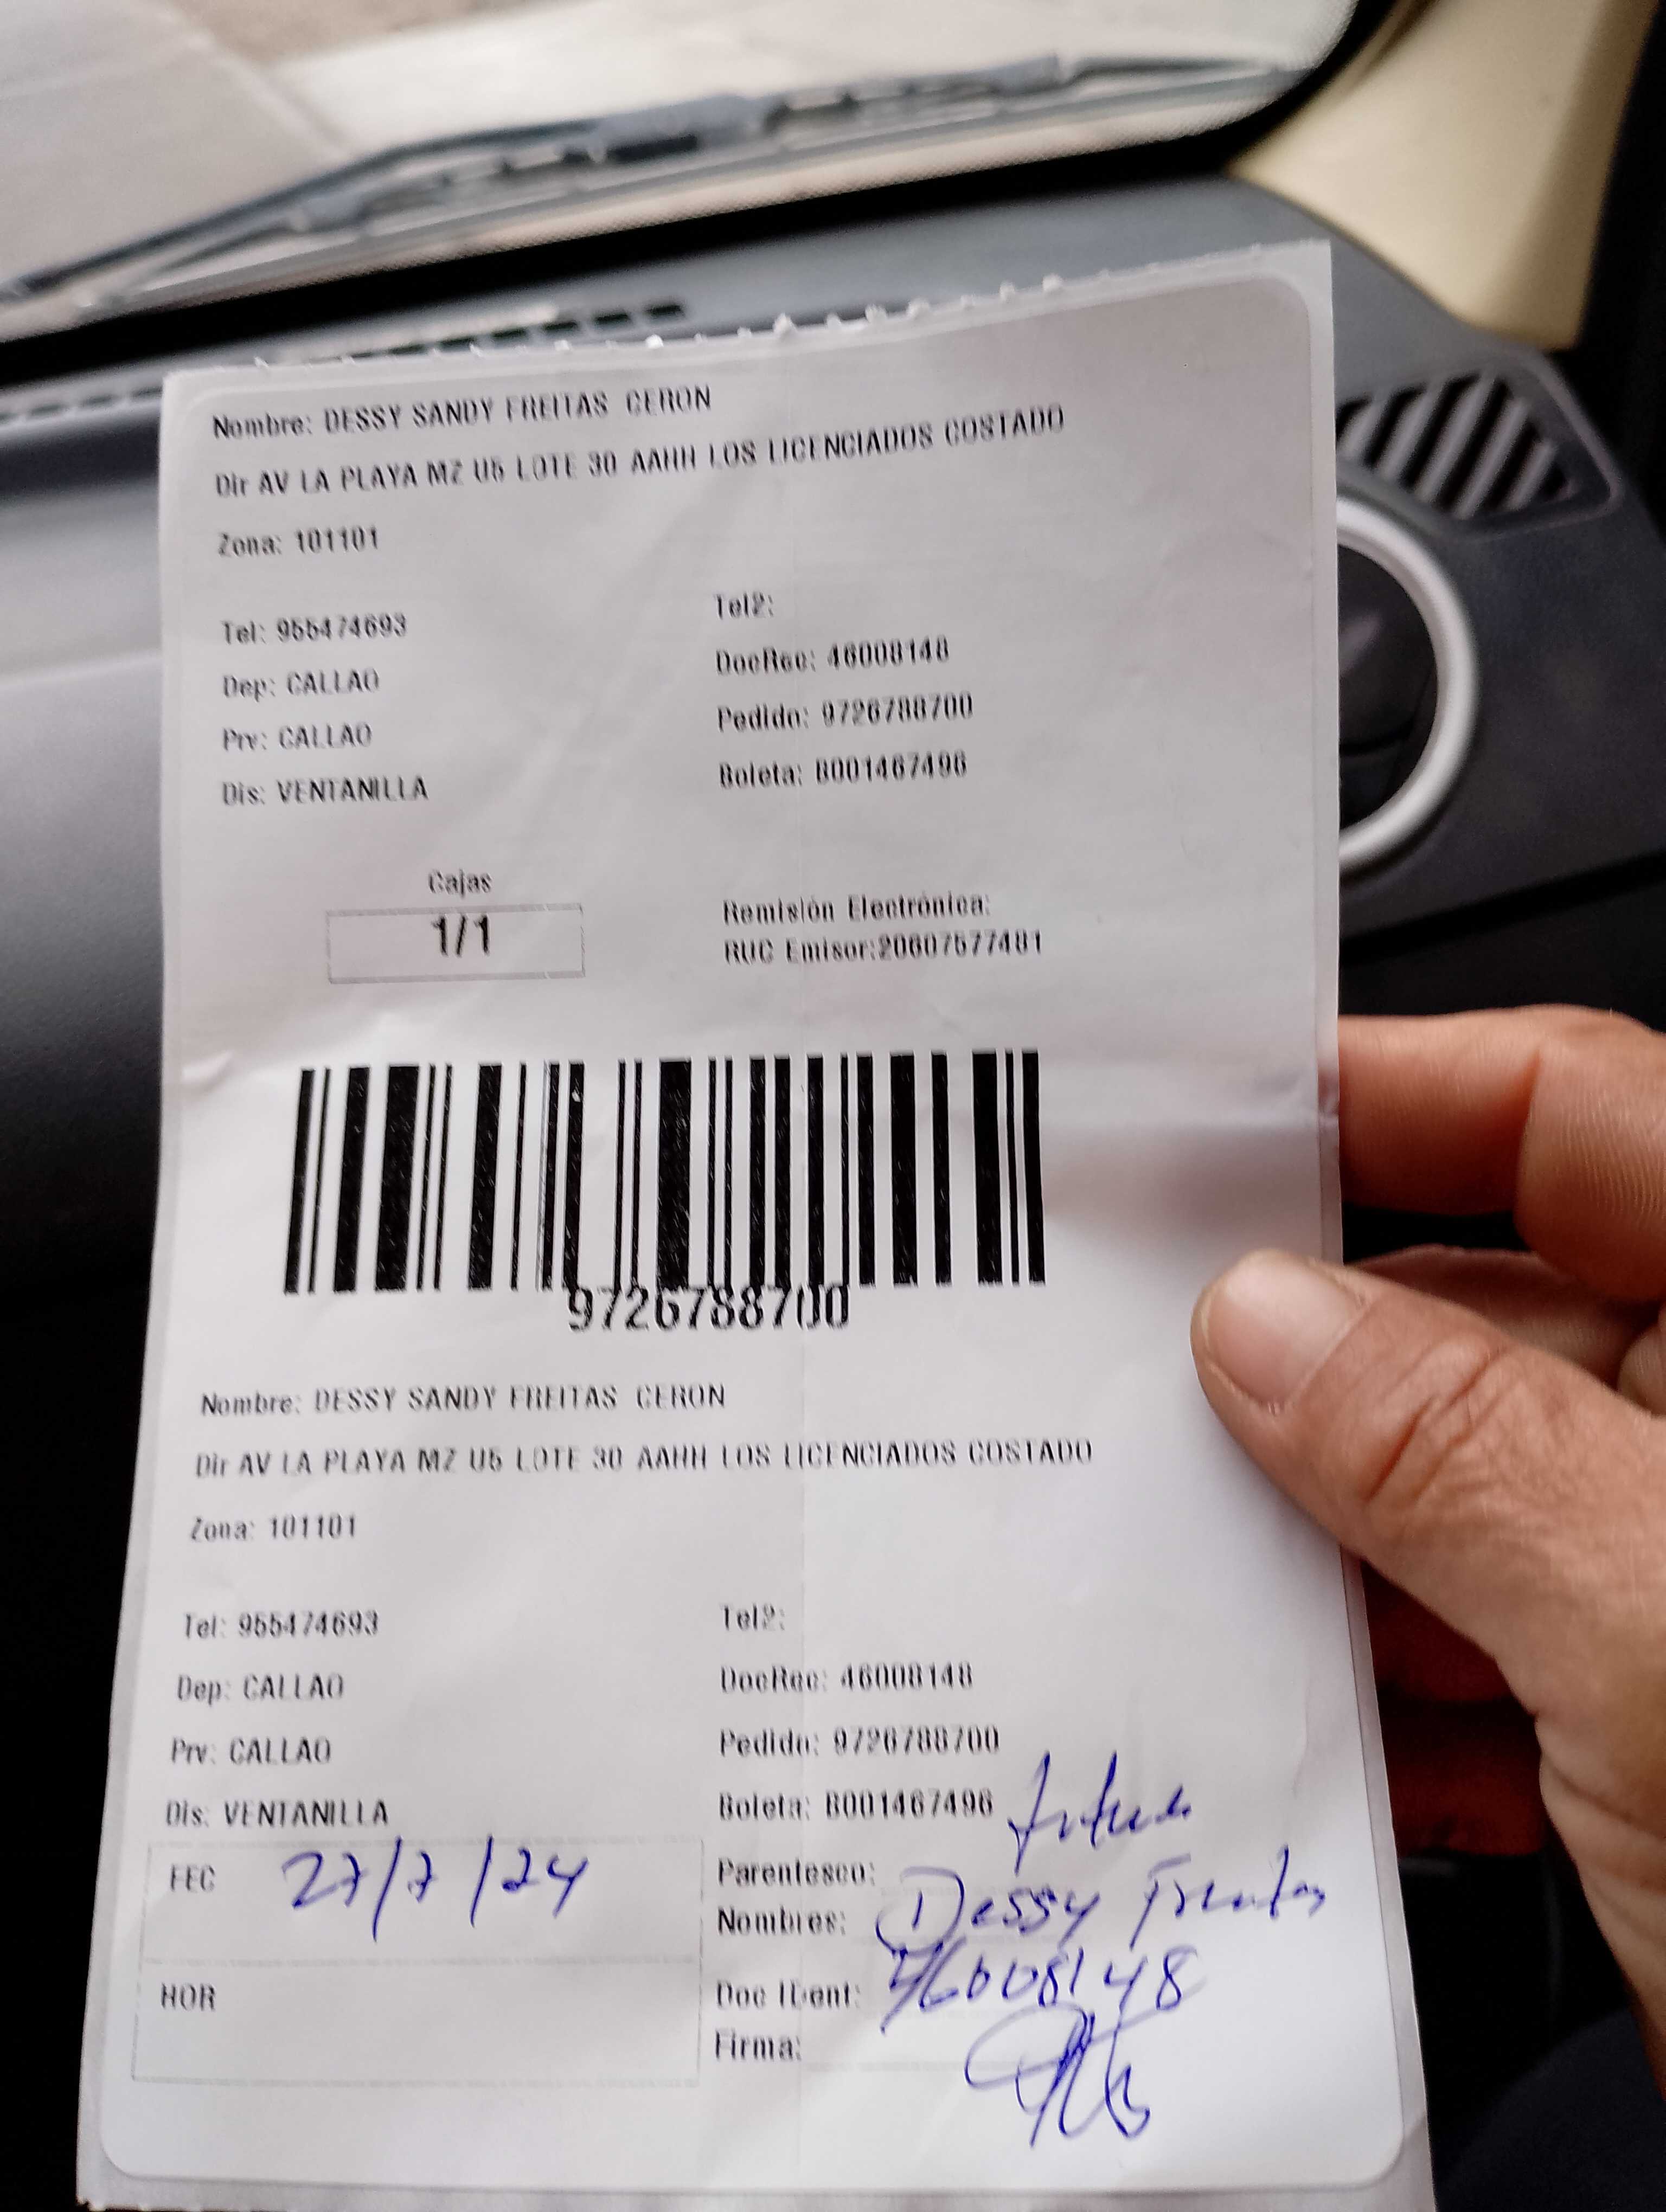 Nombre: DESSY SANDY FREITAS CERON
Dir AV LA PLAYA MZ U5 LOTE 30 AAHH LOS LICENCIADOS COSTADO
Zona: 101101
Tel: 955474693
Tel2:
Dep: CALLAO
DocRec: 46008148
Prv: CALLAO
Pedido: 9726788700
Dis: VENTANILLA
Boleta: B001467496
Cajas
1/1
Remisión Electrónica:
RUC Emisor:20607577481
9726788700
Nombre: DESSY SANDY FREITAS CERON
Dir AV LA PLAYA MZ U5 LOTE 30 AAHH LOS LICENCIADOS COSTADO
Zona: 101101
Tel: 955474693
Tel2:
Dep: CALLAO
DocRec: 46008148
Prv: CALLAO
Pedido: 9726788700
Dis: VENTANILLA
Boleta: B001467496
FEC 27/7/24
Parentesco:
Nombres: Dessy Freitas
HOR
Doc IDent: 46008148
Firma: